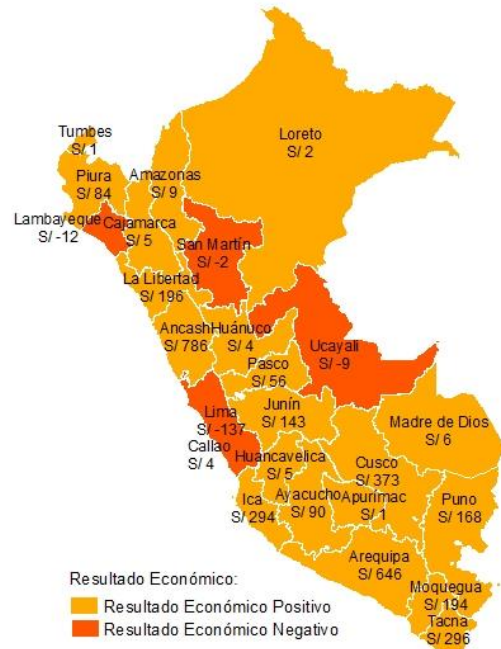 Tumbes
S/ 1
Loreto
S/ 2
Piura
S/ 84
Amazonas
S/ 9
Lambayeque
S/ -12
Cajamarca
S/ 5
San Martín
S/ -2
La Libertad
S/ 196
Ancash
S/ 786
Huánuco
S/ 4
Ucayali
S/ -9
Pasco
S/ 56
Lima
S/ -137
Callao
S/ 4
Junín
S/ 143
Madre de Dios
S/ 6
Huancavelica
S/ 5
Cusco
S/ 373
Ica
S/ 294
Ayacucho
S/ 90
Apurímac
S/ 1
Puno
S/ 168
Arequipa
S/ 646
Moquegua
S/ 194
Tacna
S/ 296
Resultado Económico:
Resultado Económico Positivo
Resultado Económico Negativo